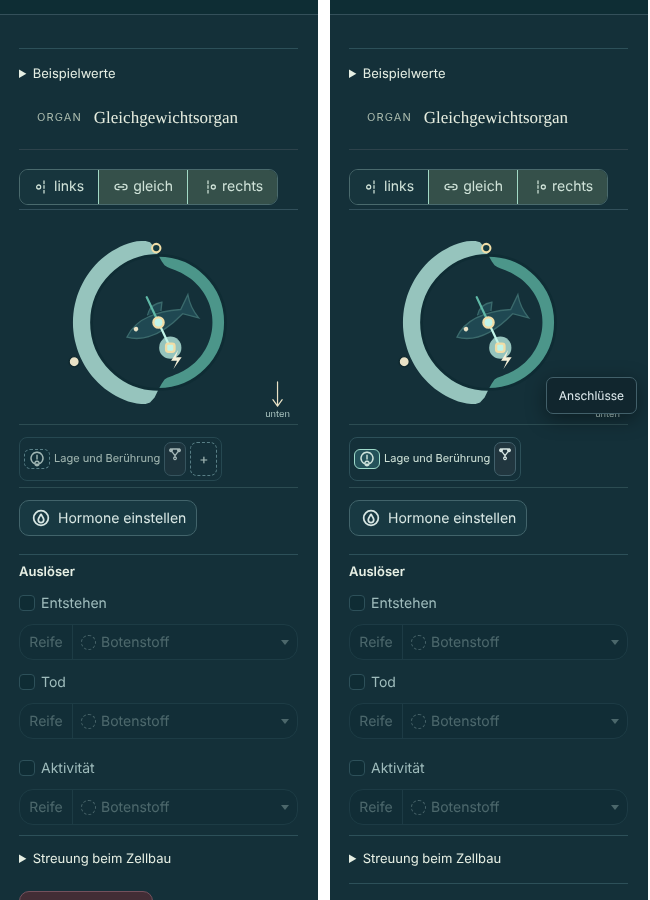 Beispielwerte
ORGAN Gleichgewichtsorgan
links gleich rechts
unten
Lage und Berührung +
Hormone einstellen
Auslöser
Entstehen
Reife Botenstoff
Tod
Reife Botenstoff
Aktivität
Reife Botenstoff
Streuung beim Zellbau
Beispielwerte
ORGAN Gleichgewichtsorgan
links gleich rechts
Anschlüsse
unten
Lage und Berührung
Hormone einstellen
Auslöser
Entstehen
Reife Botenstoff
Tod
Reife Botenstoff
Aktivität
Reife Botenstoff
Streuung beim Zellbau